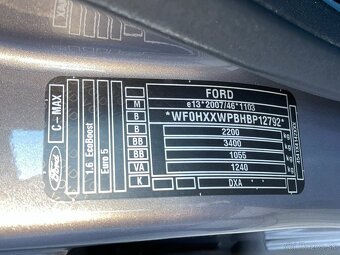 FORD
M e13*2007/46*1103
B *WF0HXXWPBHBP12792*
B 2200
BB 3400
BB 1055
VA 1240
K DXA
C-MAX
1.6 EcoBoost
Euro 5
Ford